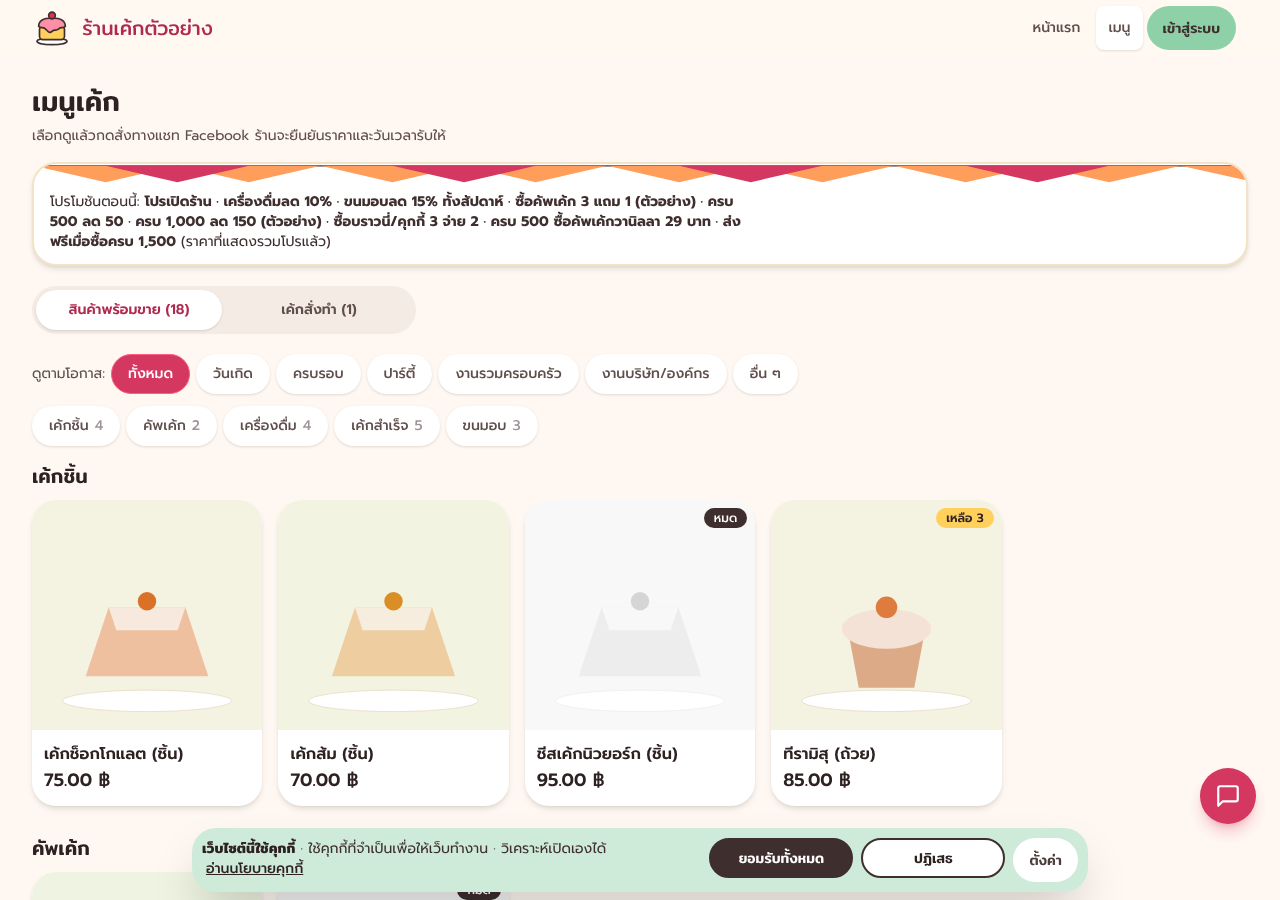 ร้านเค้กตัวอย่าง
หน้าแรก
เมนู
เข้าสู่ระบบ
เมนูเค้ก
เลือกดูแล้วกดสั่งทางแชท Facebook ร้านจะยืนยันราคาและวันเวลารับให้
โปรโมชันตอนนี้: โปรเปิดร้าน · เครื่องดื่มลด 10% · ขนมอบลด 15% ทั้งสัปดาห์ · ซื้อคัพเค้ก 3 แถม 1 (ตัวอย่าง) · ครบ
500 ลด 50 · ครบ 1,000 ลด 150 (ตัวอย่าง) · ซื้อบราวนี่/คุกกี้ 3 จ่าย 2 · ครบ 500 ซื้อคัพเค้กวานิลลา 29 บาท · ส่ง
ฟรีเมื่อซื้อครบ 1,500 (ราคาที่แสดงรวมโปรแล้ว)
สินค้าพร้อมขาย (18)
เค้กสั่งทำ (1)
ดูตามโอกาส: ทั้งหมด วันเกิด ครบรอบ ปาร์ตี้ งานรวมครอบครัว งานบริษัท/องค์กร อื่น ๆ
เค้กชิ้น 4 คัพเค้ก 2 เครื่องดื่ม 4 เค้กสำเร็จ 5 ขนมอบ 3
เค้กชิ้น
หมด
เหลือ 3
เค้กช็อกโกแลต (ชิ้น)
75.00 ฿
เค้กส้ม (ชิ้น)
70.00 ฿
ชีสเค้กนิวยอร์ก (ชิ้น)
95.00 ฿
ทีรามิสุ (ถ้วย)
85.00 ฿
คัพเค้ก
เว็บไซต์นี้ใช้คุกกี้ · ใช้คุกกี้ที่จำเป็นเพื่อให้เว็บทำงาน · วิเคราะห์เปิดเองได้
อ่านนโยบายคุกกี้
ยอมรับทั้งหมด
ปฏิเสธ
ตั้งค่า